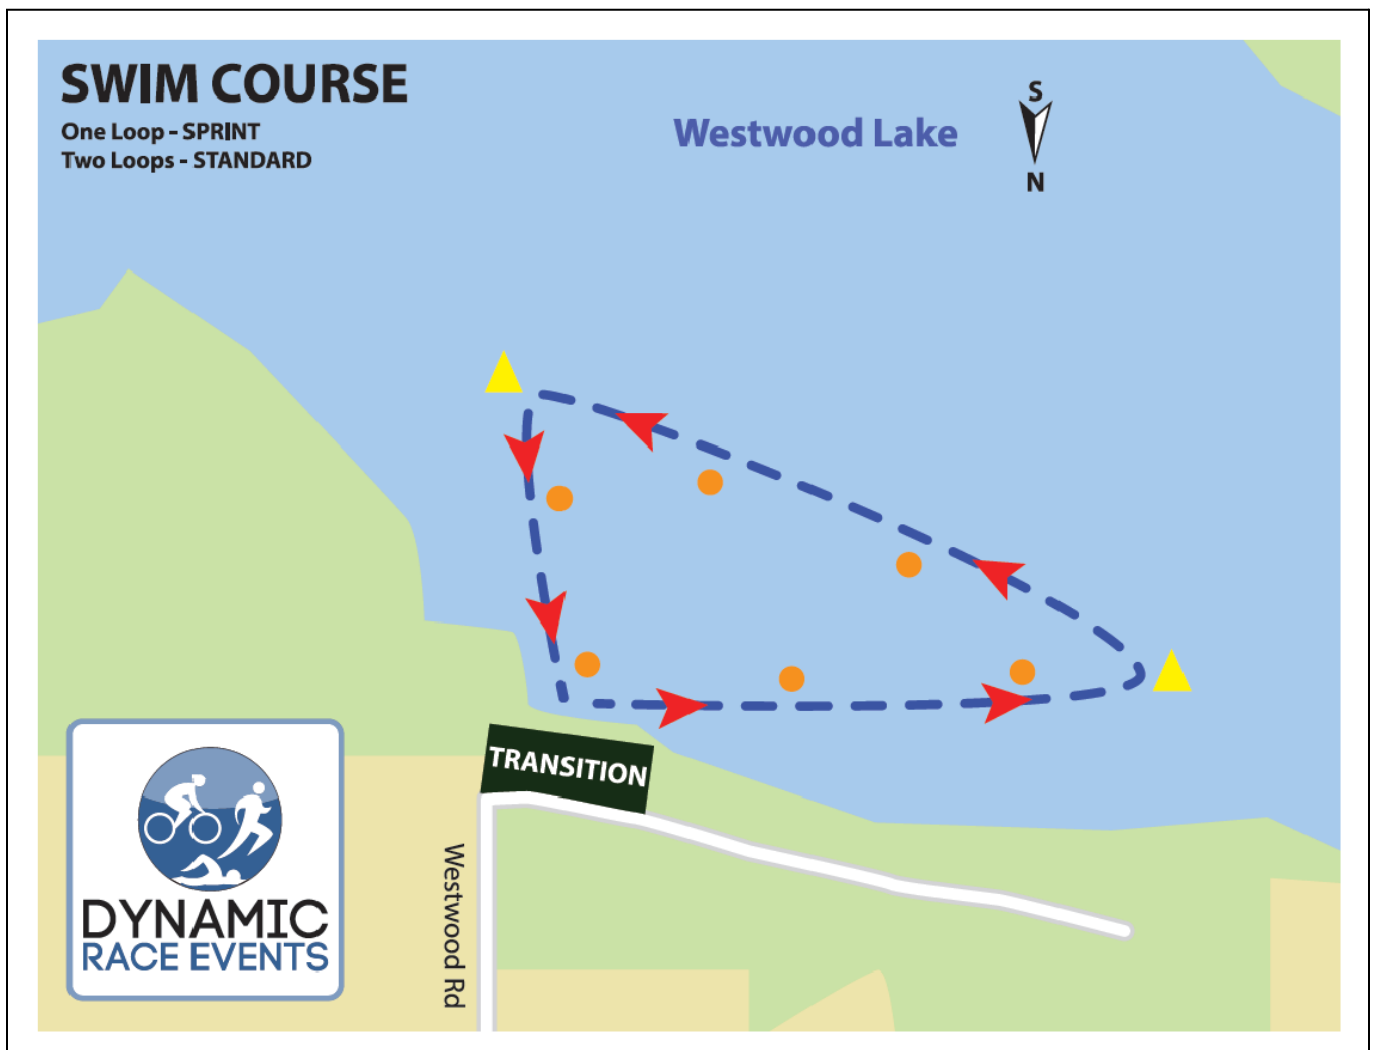 SWIM COURSE
One Loop - SPRINT
Two Loops - STANDARD
Westwood Lake
S
N
TRANSITION
Westwood Rd
DYNAMIC
RACE EVENTS